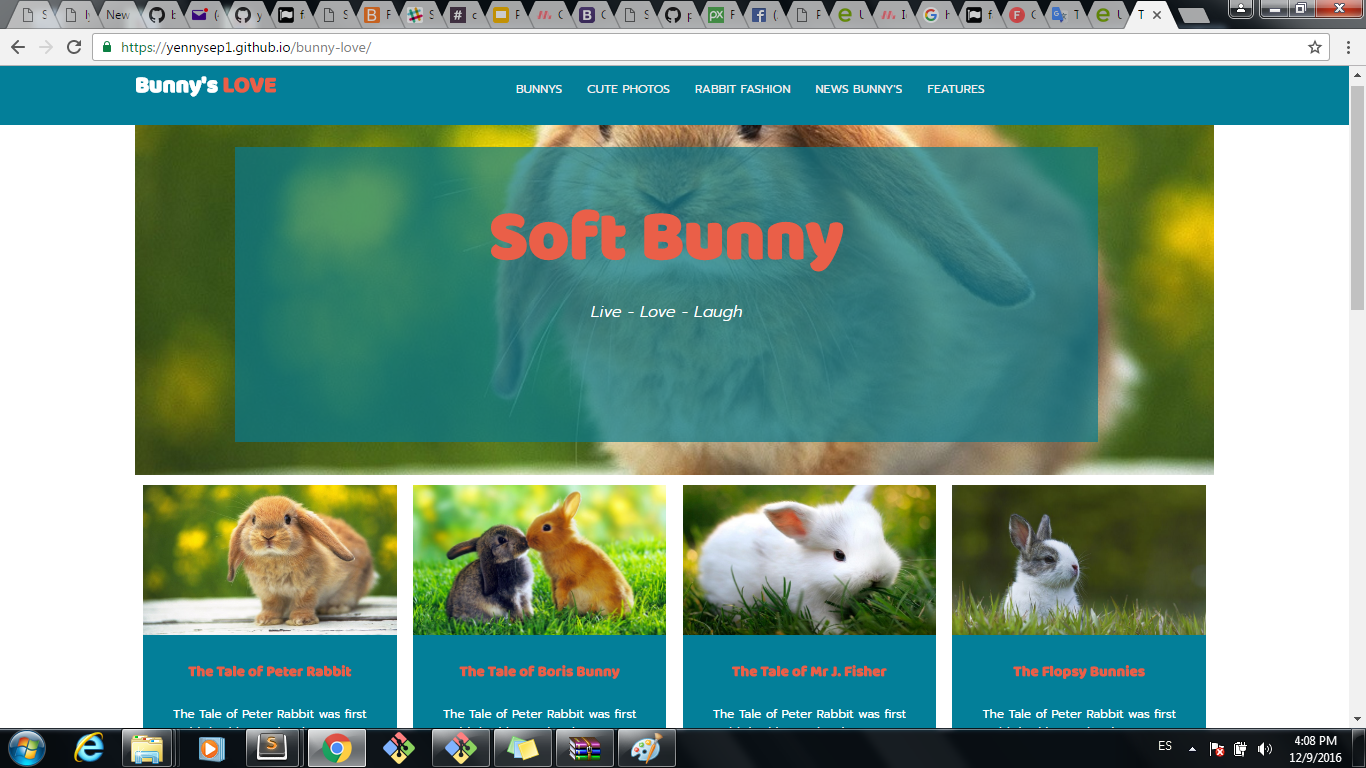 New
https://yennysep1.github.io/bunny-love/
Bunny's LOVE
BUNNYS CUTE PHOTOS RABBIT FASHION NEWS BUNNY'S FEATURES
Soft Bunny
Live - Love - Laugh
The Tale of Peter Rabbit
The Tale of Boris Bunny
The Tale of Mr J. Fisher
The Flopsy Bunnies
The Tale of Peter Rabbit was first
The Tale of Peter Rabbit was first
The Tale of Peter Rabbit was first
The Tale of Peter Rabbit was first
ES
4:08 PM
12/9/2016